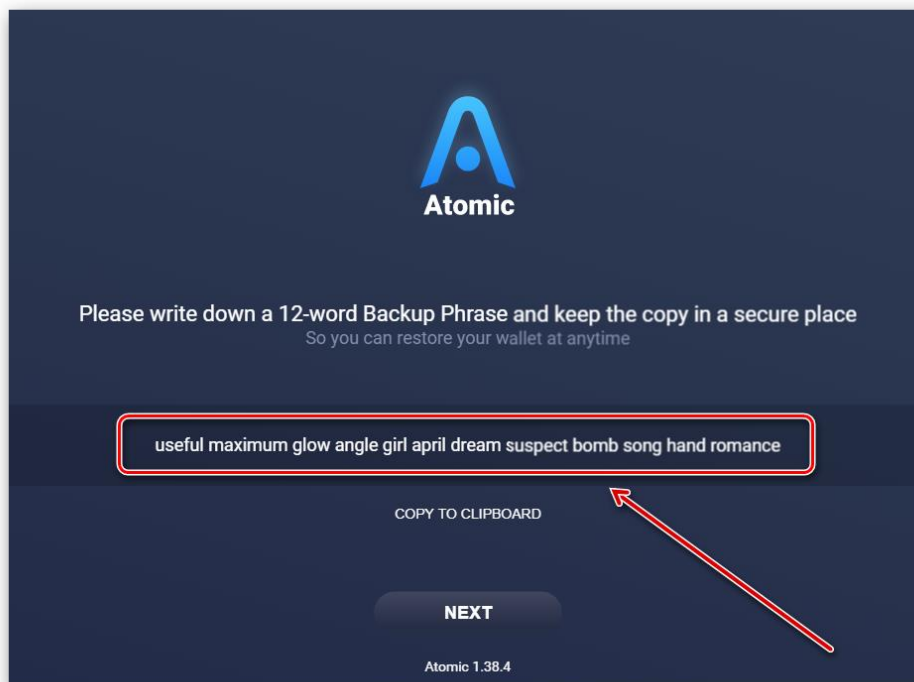 Atomic
Please write down a 12-word Backup Phrase and keep the copy in a secure place
So you can restore your wallet at anytime
useful maximum glow angle girl april dream suspect bomb song hand romance
COPY TO CLIPBOARD
NEXT
Atomic 1.38.4